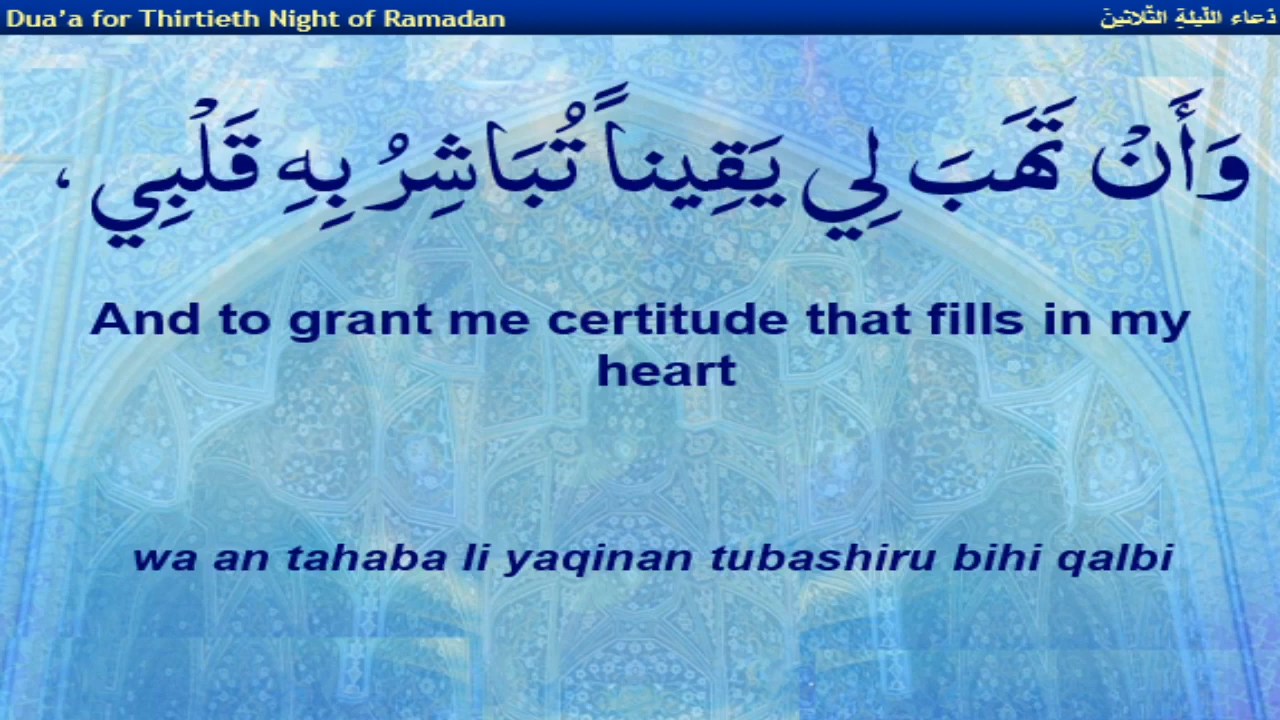 Dua’a for Thirtieth Night of Ramadan
دُعاء اللّيلةِ الثّلاثينَ
وَأَنْ تَهَبَ لِي يَقِيناً تُبَاشِرُ بِهِ قَلْبِي ،
And to grant me certitude that fills in my
heart
wa an tahaba li yaqinan tubashiru bihi qalbi